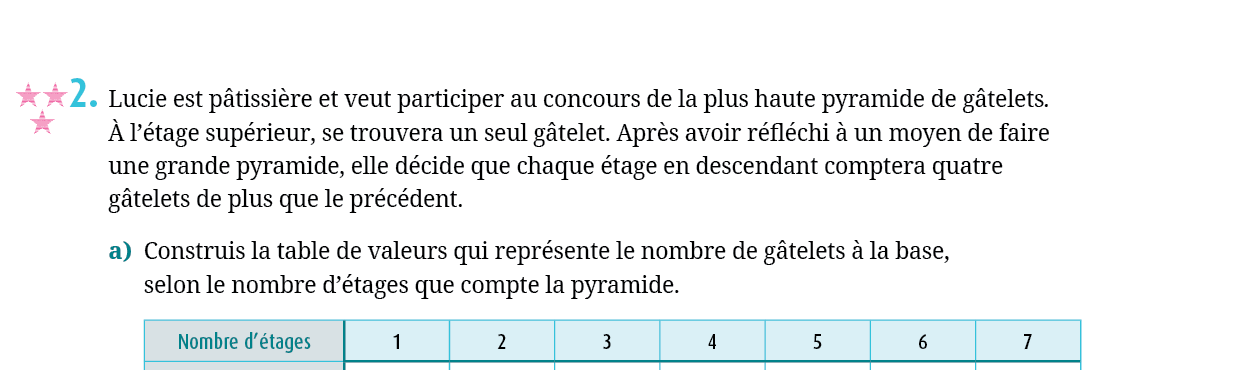 2. Lucie est pâtissière et veut participer au concours de la plus haute pyramide de gâtelets.
À l’étage supérieur, se trouvera un seul gâtelet. Après avoir réfléchi à un moyen de faire
une grande pyramide, elle décide que chaque étage en descendant comptera quatre
gâtelets de plus que le précédent.
a) Construis la table de valeurs qui représente le nombre de gâtelets à la base,
selon le nombre d’étages que compte la pyramide.
Nombre d’étages 1 2 3 4 5 6 7